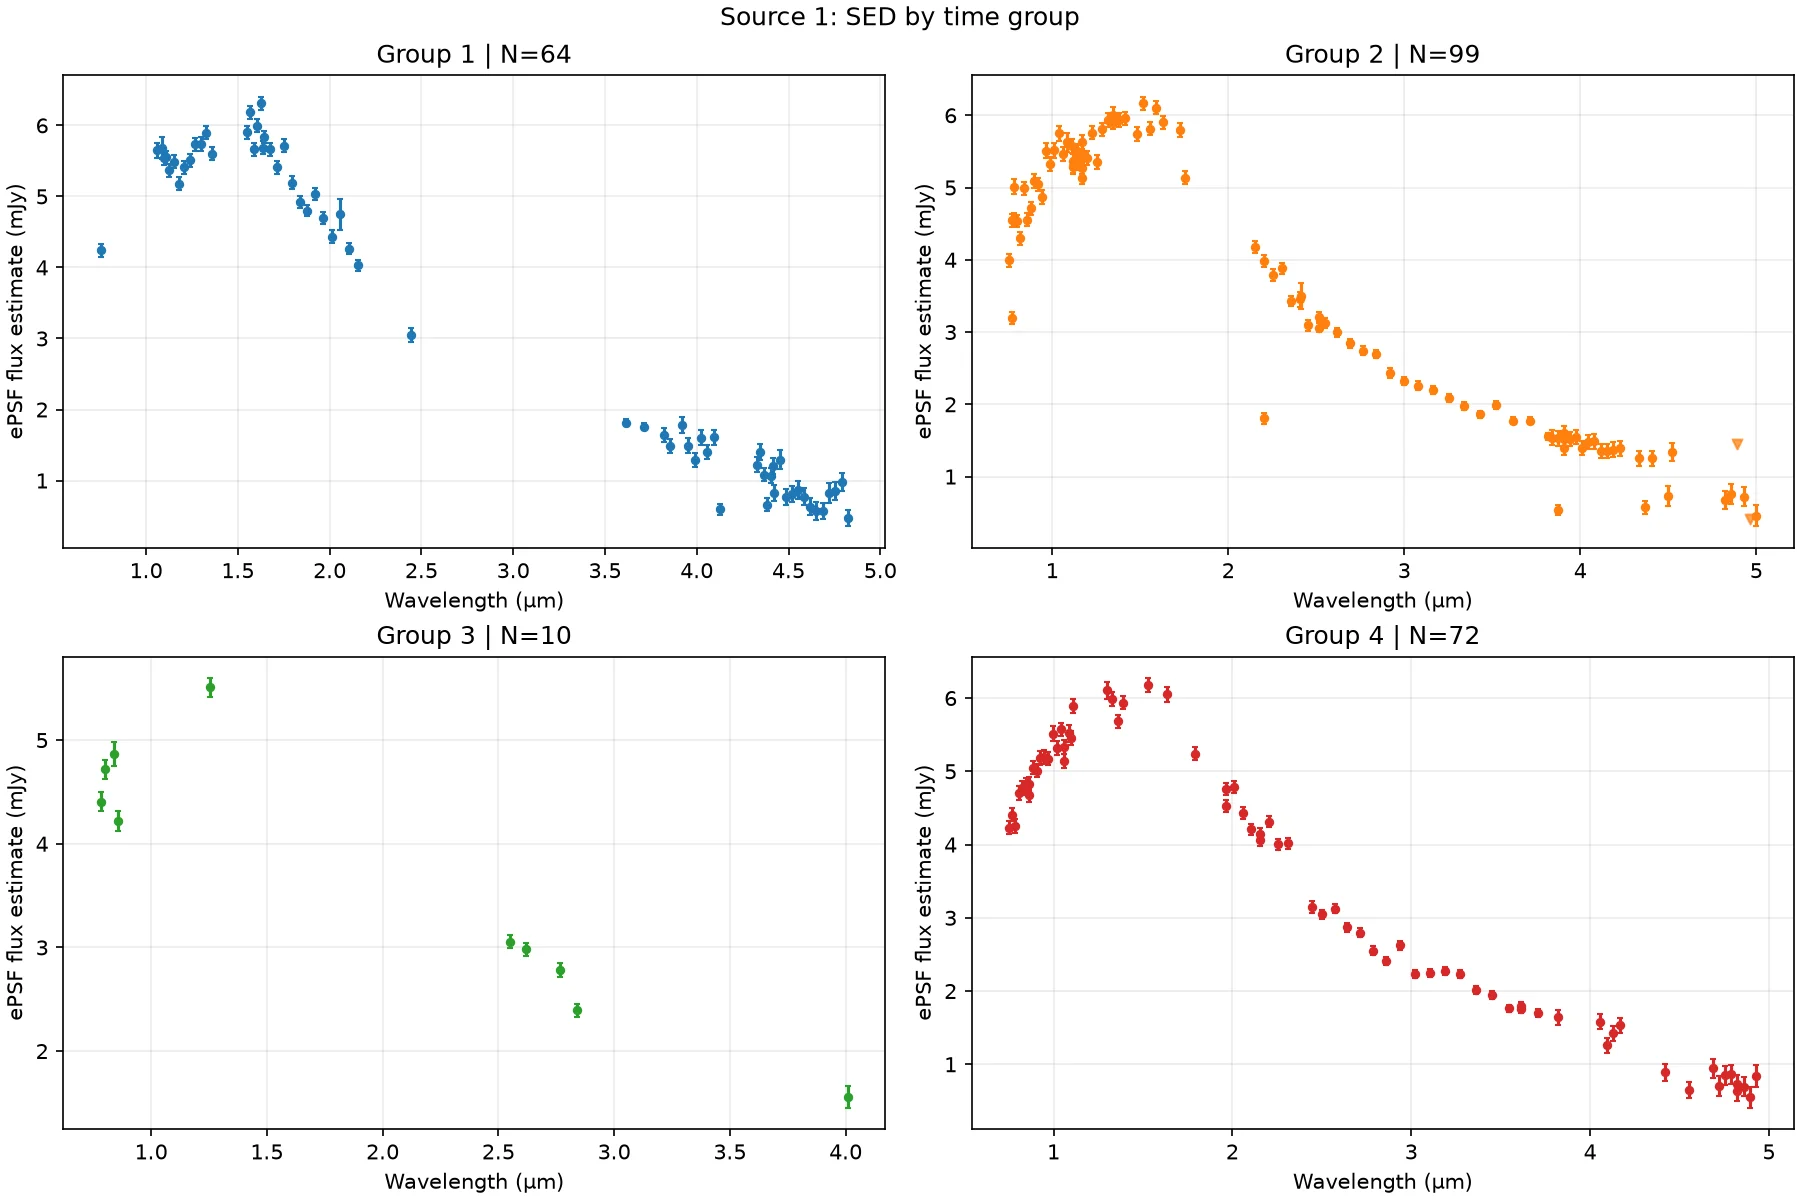 Source 1: SED by time group
Group 1 | N=64
ePSF flux estimate (mJy)
6
5
4
3
2
1
1.0 1.5 2.0 2.5 3.0 3.5 4.0 4.5 5.0
Wavelength (µm)
Group 2 | N=99
ePSF flux estimate (mJy)
6
5
4
3
2
1
1 2 3 4 5
Wavelength (µm)
Group 3 | N=10
ePSF flux estimate (mJy)
5
4
3
2
1.0 1.5 2.0 2.5 3.0 3.5 4.0
Wavelength (µm)
Group 4 | N=72
ePSF flux estimate (mJy)
6
5
4
3
2
1
1 2 3 4 5
Wavelength (µm)